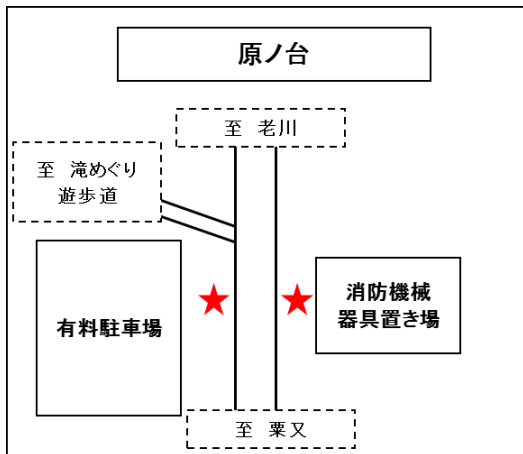 原ノ台
至 老川
至 滝めぐり
遊歩道
有料駐車場
消防機械
器具置き場
至 粟又